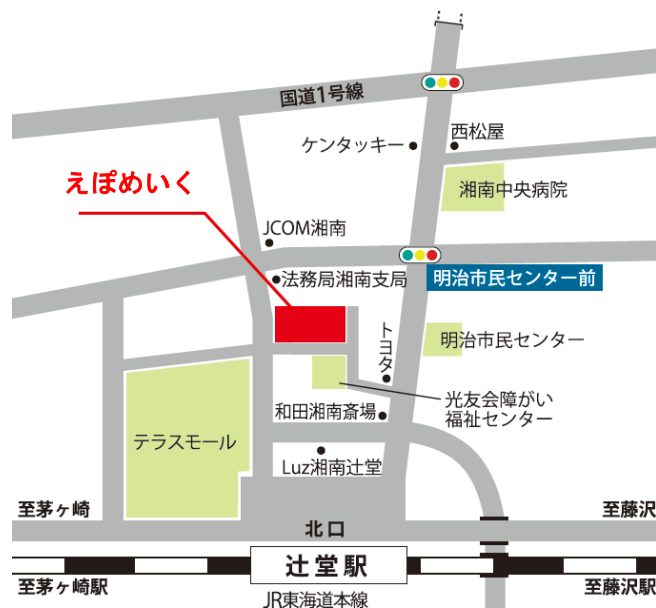 国道1号線
ケンタッキー
西松屋
えぽめいく
湘南中央病院
JCOM湘南
法務局湘南支局
明治市民センター前
トヨタ
明治市民センター
光友会障がい
福祉センター
和田湘南斎場
テラスモール
Luz湘南辻堂
至茅ヶ崎
北口
至藤沢
辻堂駅
至茅ヶ崎駅
至藤沢駅
JR東海道本線